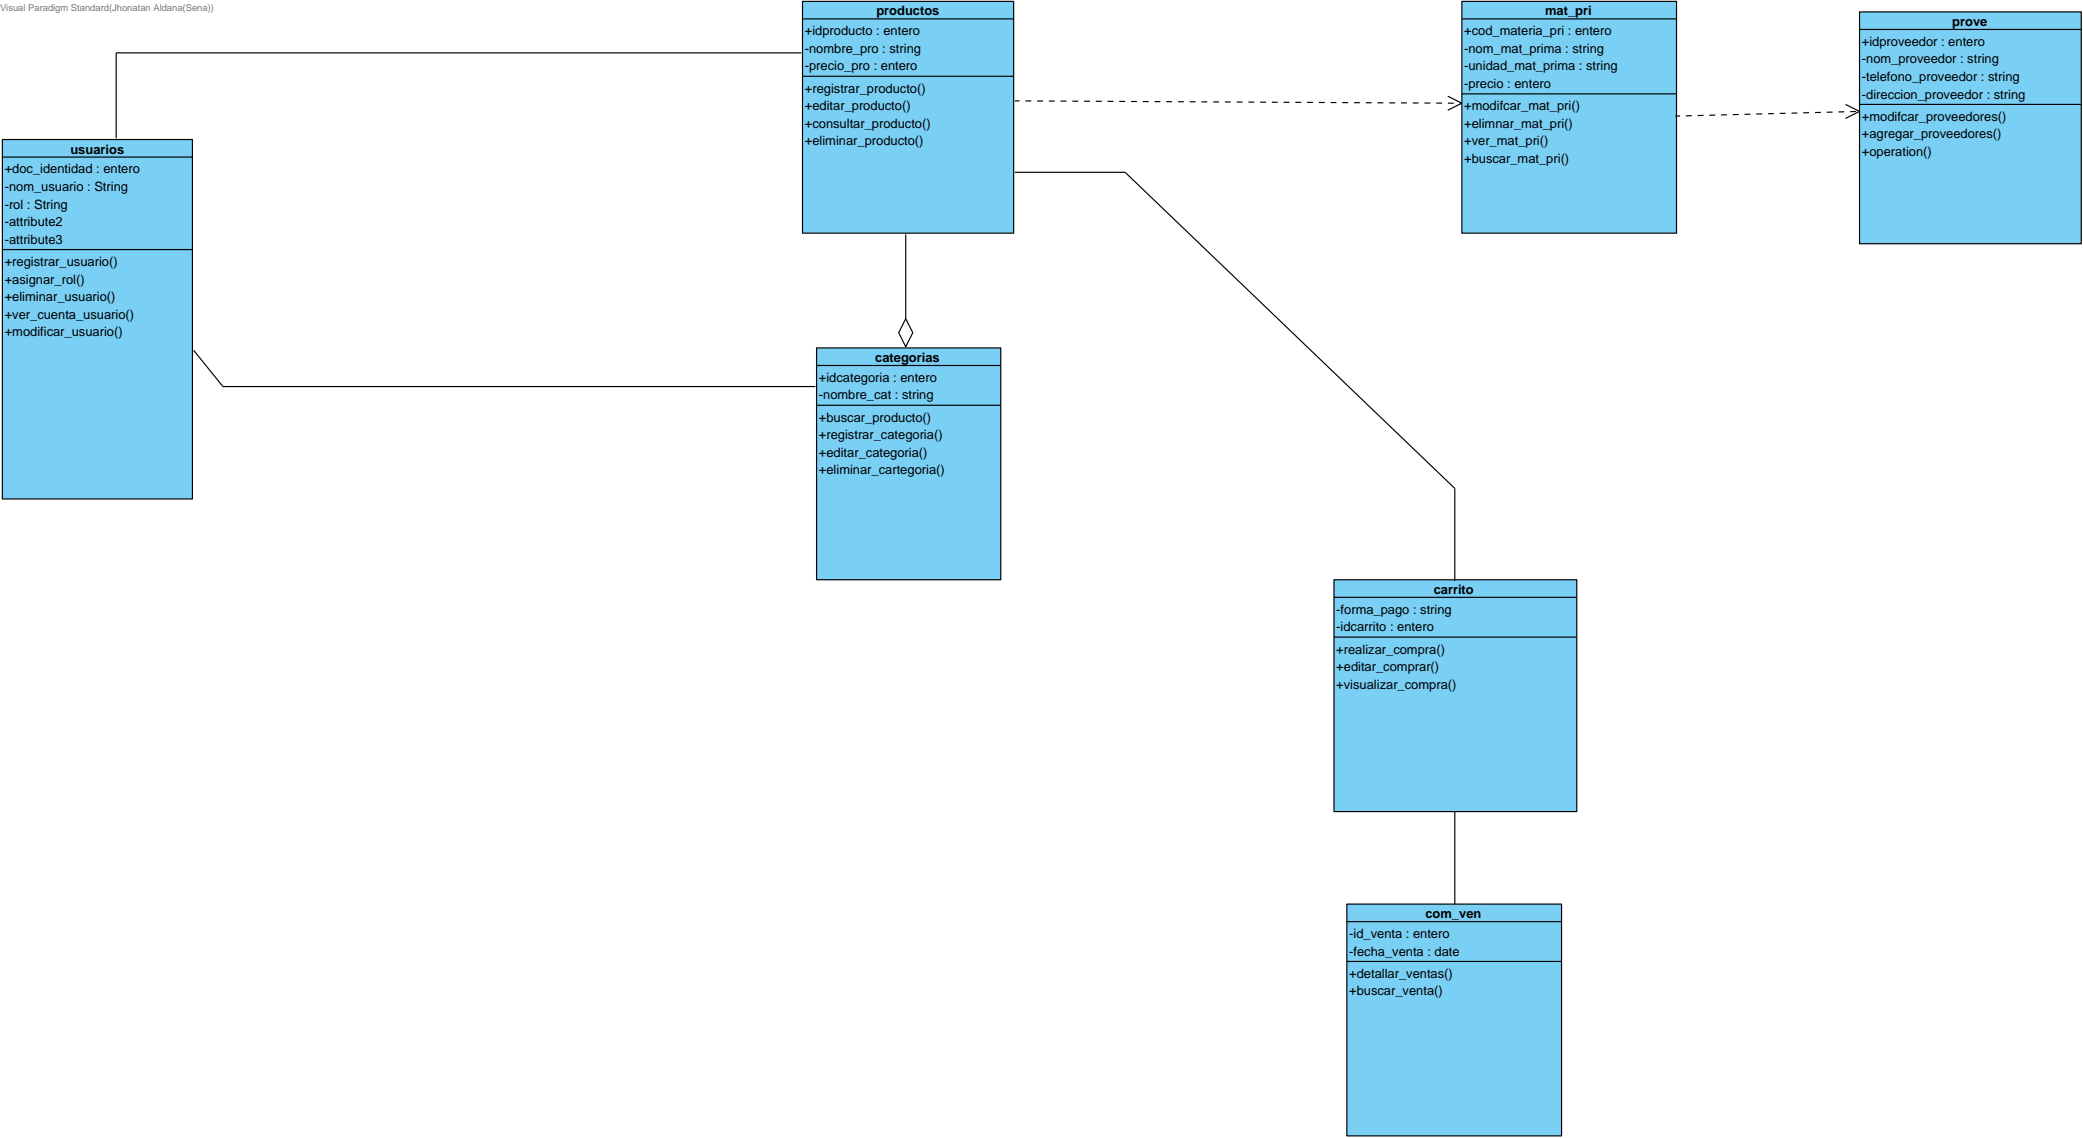 Visual Paradigm Standard(Jhonatan Aldana(Sena))
productos
+idproducto : entero
-nombre_pro : string
-precio_pro : entero
+registrar_producto()
+editar_producto()
+consultar_producto()
+eliminar_producto()
mat_pri
+cod_materia_pri : entero
-nom_mat_prima : string
-unidad_mat_prima : string
-precio : entero
+modifcar_mat_pri()
+elimnar_mat_pri()
+ver_mat_pri()
+buscar_mat_pri()
prove
+idproveedor : entero
-nom_proveedor : string
-telefono_proveedor : string
-direccion_proveedor : string
+modifcar_proveedores()
+agregar_proveedores()
+operation()
usuarios
+doc_identidad : entero
-nom_usuario : String
-rol : String
-attribute2
-attribute3
+registrar_usuario()
+asignar_rol()
+eliminar_usuario()
+ver_cuenta_usuario()
+modificar_usuario()
categorias
+idcategoria : entero
-nombre_cat : string
+buscar_producto()
+registrar_categoria()
+editar_categoria()
+eliminar_cartegoria()
carrito
-forma_pago : string
-idcarrito : entero
+realizar_compra()
+editar_comprar()
+visualizar_compra()
com_ven
-id_venta : entero
-fecha_venta : date
+detallar_ventas()
+buscar_venta()